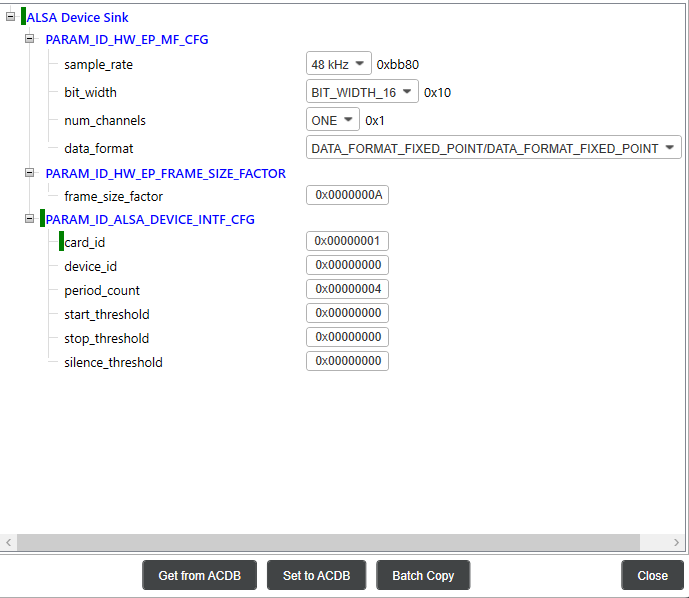 ALSA Device Sink
PARAM_ID_HW_EP_MF_CFG
sample_rate 48 kHz 0xbb80
bit_width BIT_WIDTH_16 0x10
num_channels ONE 0x1
data_format DATA_FORMAT_FIXED_POINT/DATA_FORMAT_FIXED_POINT
PARAM_ID_HW_EP_FRAME_SIZE_FACTOR
frame_size_factor 0x0000000A
PARAM_ID_ALSA_DEVICE_INTF_CFG
card_id 0x00000001
device_id 0x00000000
period_count 0x00000004
start_threshold 0x00000000
stop_threshold 0x00000000
silence_threshold 0x00000000
Get from ACDB Set to ACDB Batch Copy Close